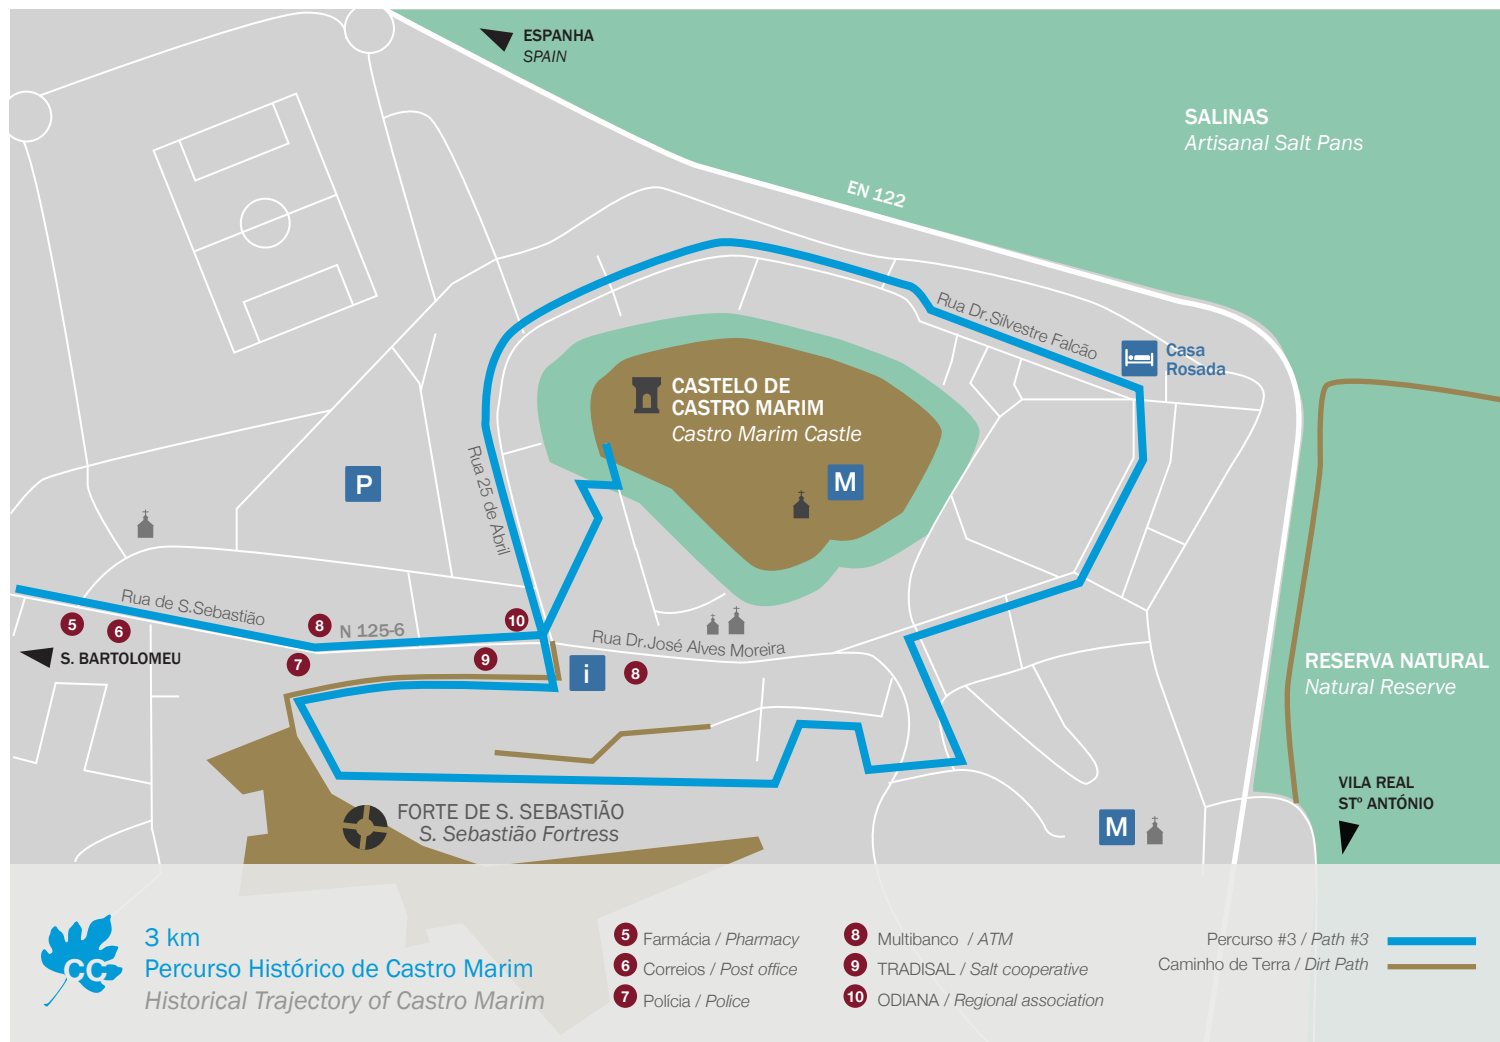 ESPANHA
SPAIN
SALINAS
Artisanal Salt Pans
EN 122
Rua Dr.Silvestre Falcão
Casa
Rosada
CASTELO DE
CASTRO MARIM
Castro Marim Castle
M
P
Rua 25 de Abril
Rua de S.Sebastião
5
6
8
N 125-6
10
7
9
S. BARTOLOMEU
Rua Dr.José Alves Moreira
i
8
RESERVA NATURAL
Natural Reserve
VILA REAL
STº ANTÓNIO
FORTE DE S. SEBASTIÃO
S. Sebastião Fortress
M
CC
3 km
Percurso Histórico de Castro Marim
Historical Trajectory of Castro Marim
5 Farmácia / Pharmacy
6 Correios / Post office
7 Polícia / Police
8 Multibanco / ATM
9 TRADISAL / Salt cooperative
10 ODIANA / Regional association
Percurso #3 / Path #3
Caminho de Terra / Dirt Path